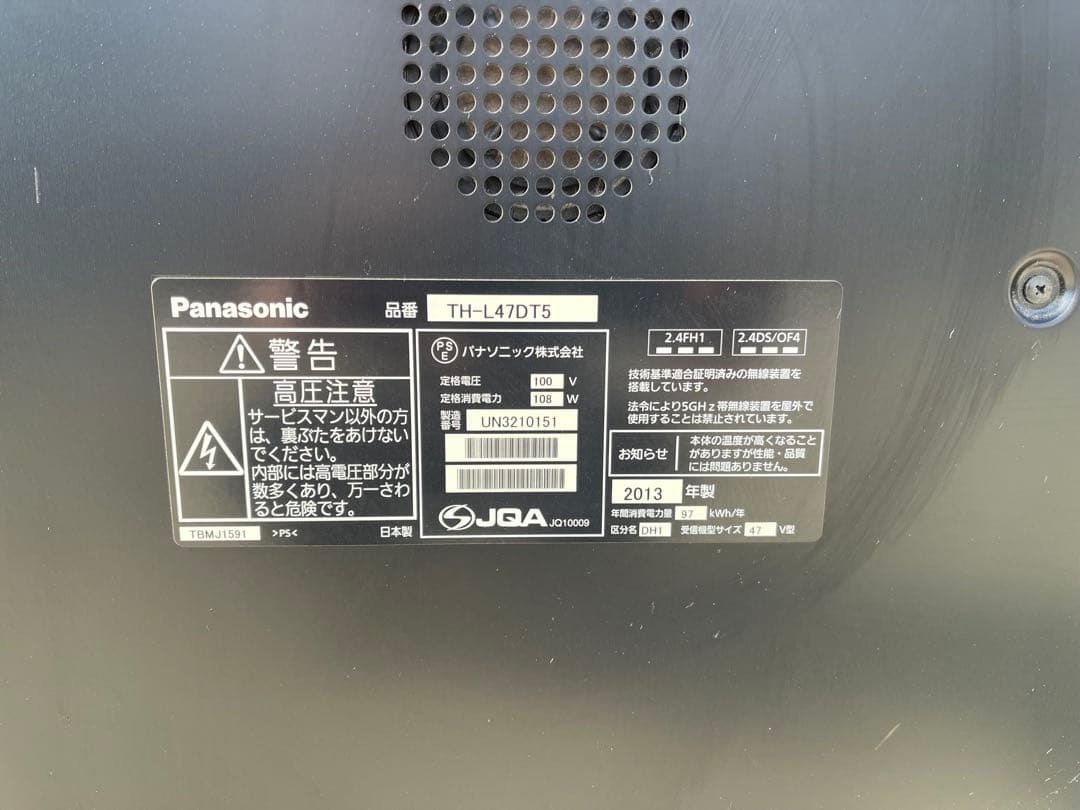 Panasonic
品番 TH-L47DT5
警告
高圧注意
サービスマン以外の方
は、裏ぶたをあけない
でください。
内部には高電圧部分が
数多くあり、万一さわ
ると危険です。
TBMJ1591 >PS< 日本製
PSE パナソニック株式会社
定格電圧 100 V
定格消費電力 108 W
製造番号 UN3210151
JQA JQ10009
2.4FH1 2.4DS/OF4
技術基準適合証明済みの無線装置を
搭載しています。
法令により5GHz帯無線装置を屋外で
使用することは禁止されています。
お知らせ
本体の温度が高くなること
がありますが性能・品質
には問題ありません。
2013 年製
年間消費電力量 97 kWh/年
区分名 DH1 受信機型サイズ 47 V型